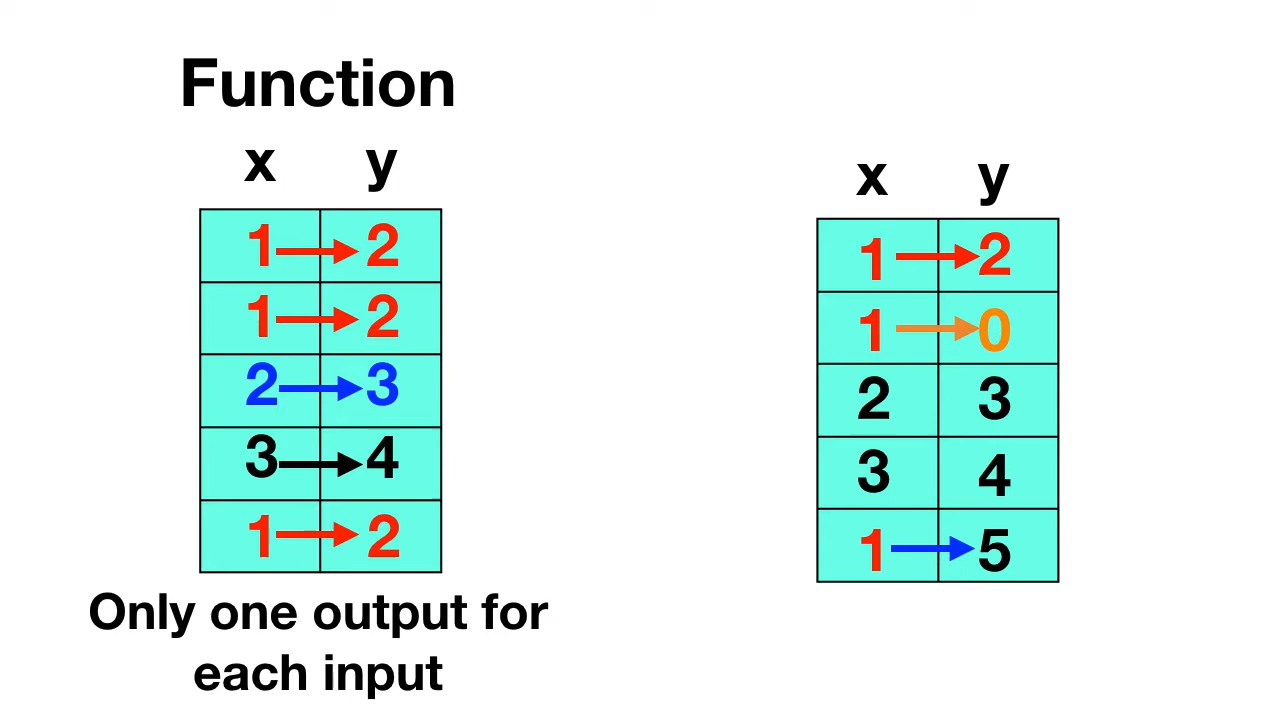 Function
x y
1 2
1 2
2 3
3 4
1 2
Only one output for
each input
x y
1 2
1 0
2 3
3 4
1 5